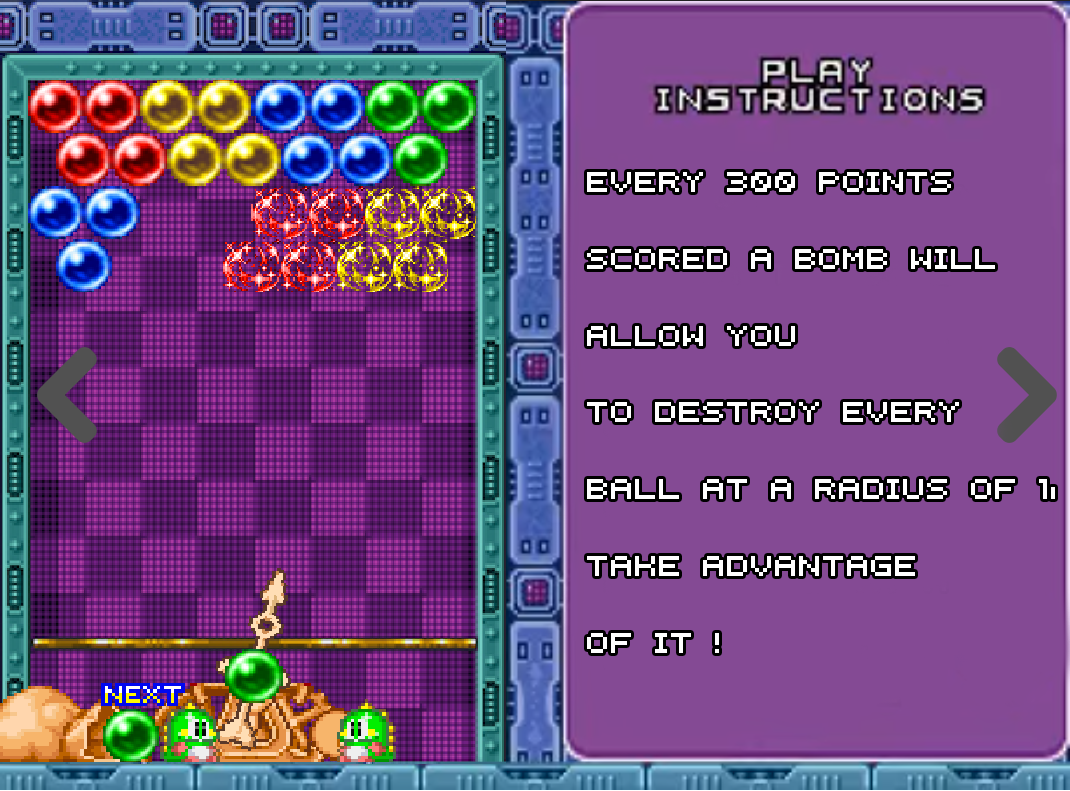 PLAY
INSTRUCTIONS
EVERY 300 POINTS
SCORED A BOMB WILL
ALLOW YOU
TO DESTROY EVERY
BALL AT A RADIUS OF
TAKE ADVANTAGE
OF IT !
NEXT